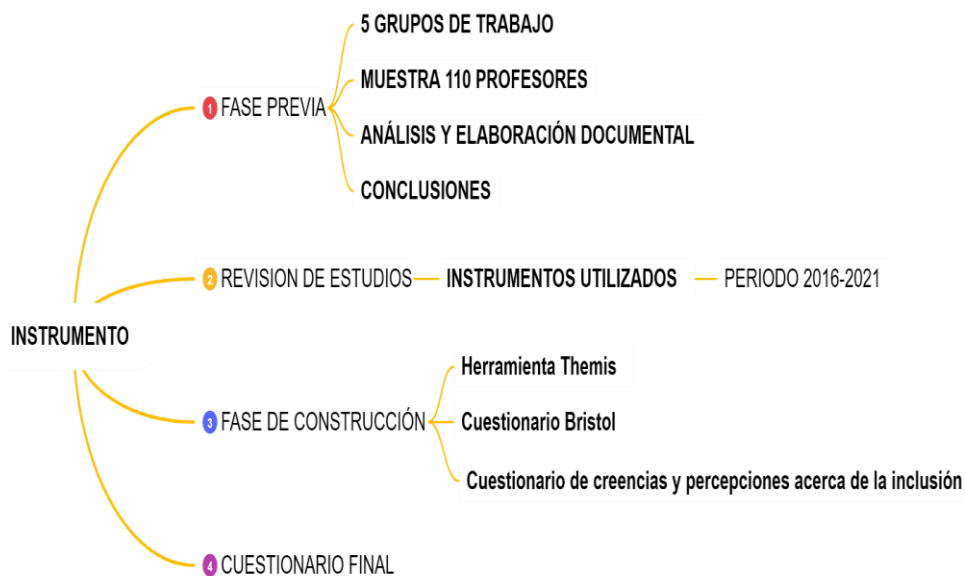 5 GRUPOS DE TRABAJO
MUESTRA 110 PROFESORES
1 FASE PREVIA
ANÁLISIS Y ELABORACIÓN DOCUMENTAL
CONCLUSIONES
2 REVISION DE ESTUDIOS
INSTRUMENTOS UTILIZADOS
PERIODO 2016-2021
INSTRUMENTO
Herramienta Themis
3 FASE DE CONSTRUCCIÓN
Cuestionario Bristol
Cuestionario de creencias y percepciones acerca de la inclusión
4 CUESTIONARIO FINAL